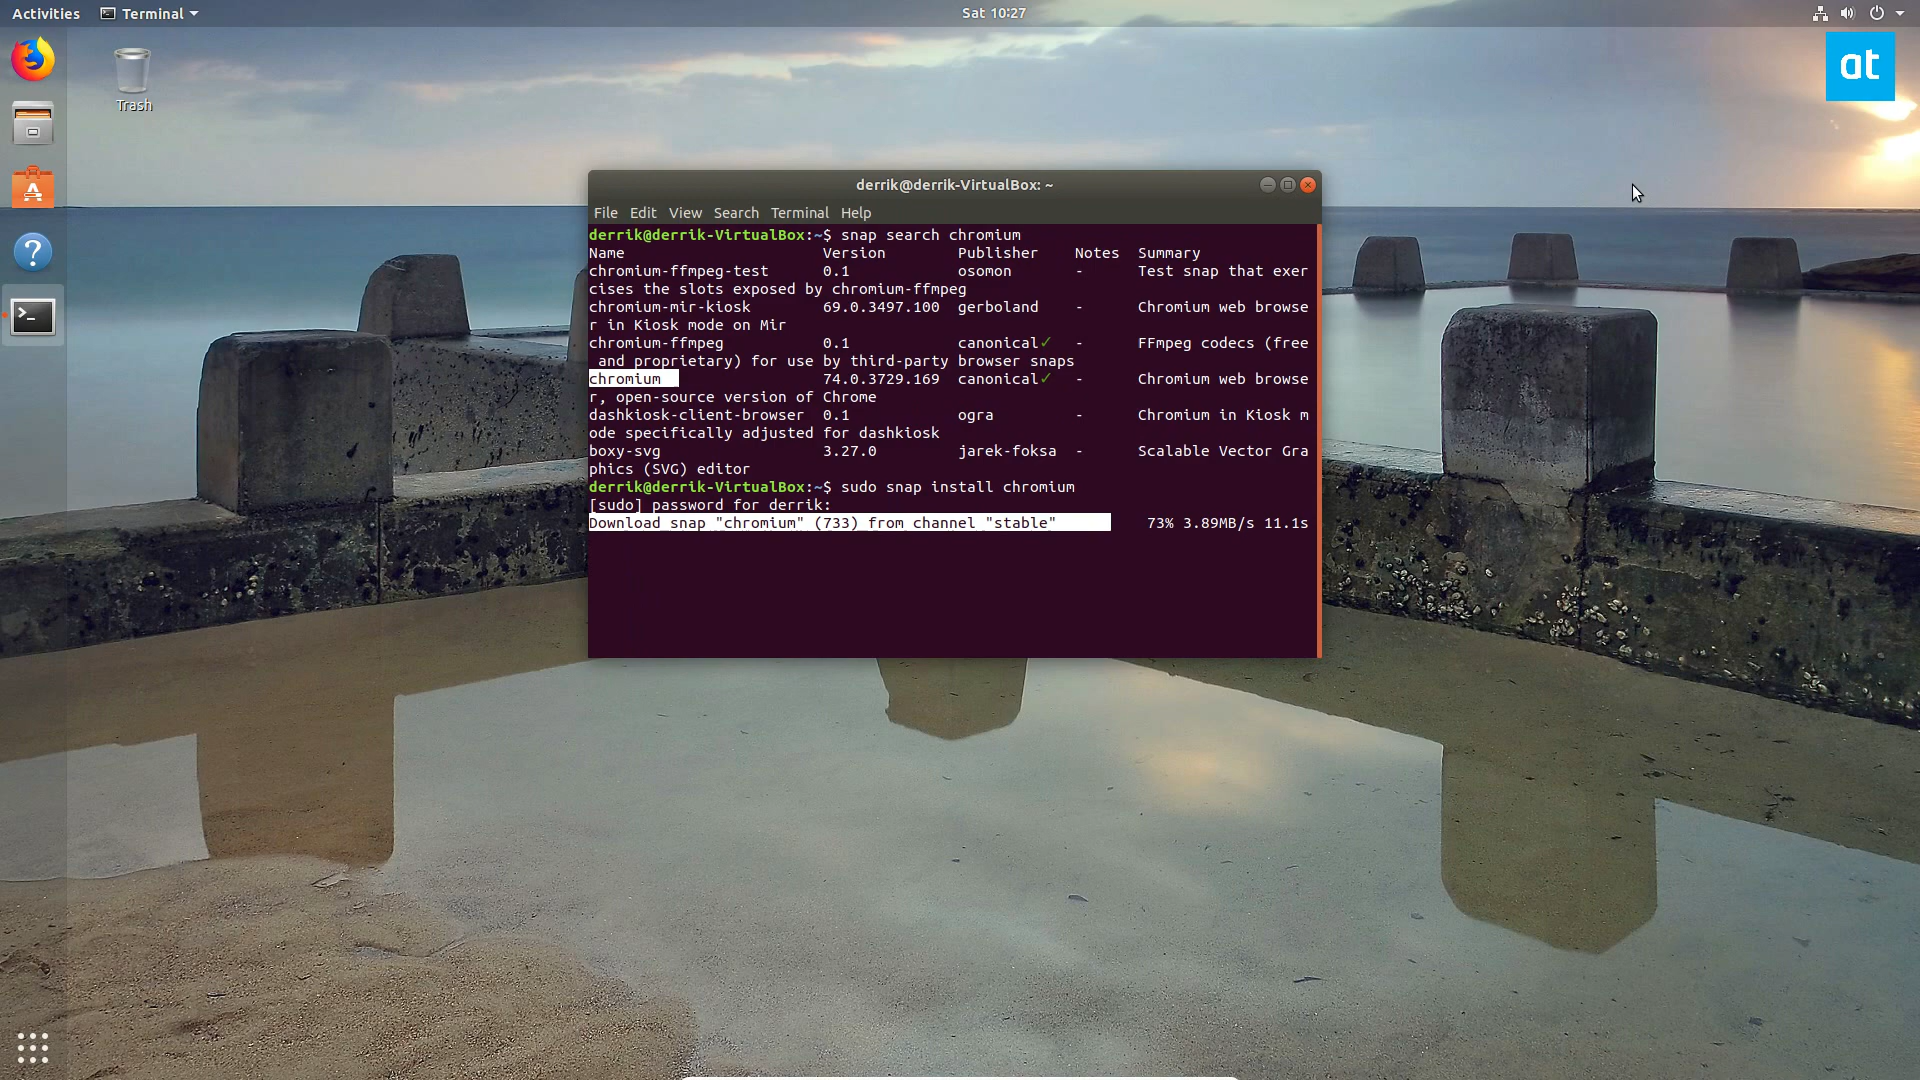 Activities Terminal Sat 10:27
at
Trash
derrik@derrik-VirtualBox: ~
File Edit View Search Terminal Help
derrik@derrik-VirtualBox:~$ snap search chromium
Name Version Publisher Notes Summary
chromium-ffmpeg-test 0.1 osomon - Test snap that exer
cises the slots exposed by chromium-ffmpeg
chromium-mir-kiosk 69.0.3497.100 gerboland - Chromium web browse
r in Kiosk mode on Mir
chromium-ffmpeg 0.1 canonical✓ - FFmpeg codecs (free
and proprietary) for use by third-party browser snaps
chromium 74.0.3729.169 canonical✓ - Chromium web browse
r, open-source version of Chrome
dashkiosk-client-browser 0.1 ogra - Chromium in Kiosk m
ode specifically adjusted for dashkiosk
boxy-svg 3.27.0 jarek-foksa - Scalable Vector Gra
phics (SVG) editor
derrik@derrik-VirtualBox:~$ sudo snap install chromium
[sudo] password for derrik:
Download snap "chromium" (733) from channel "stable" 73% 3.89MB/s 11.1s